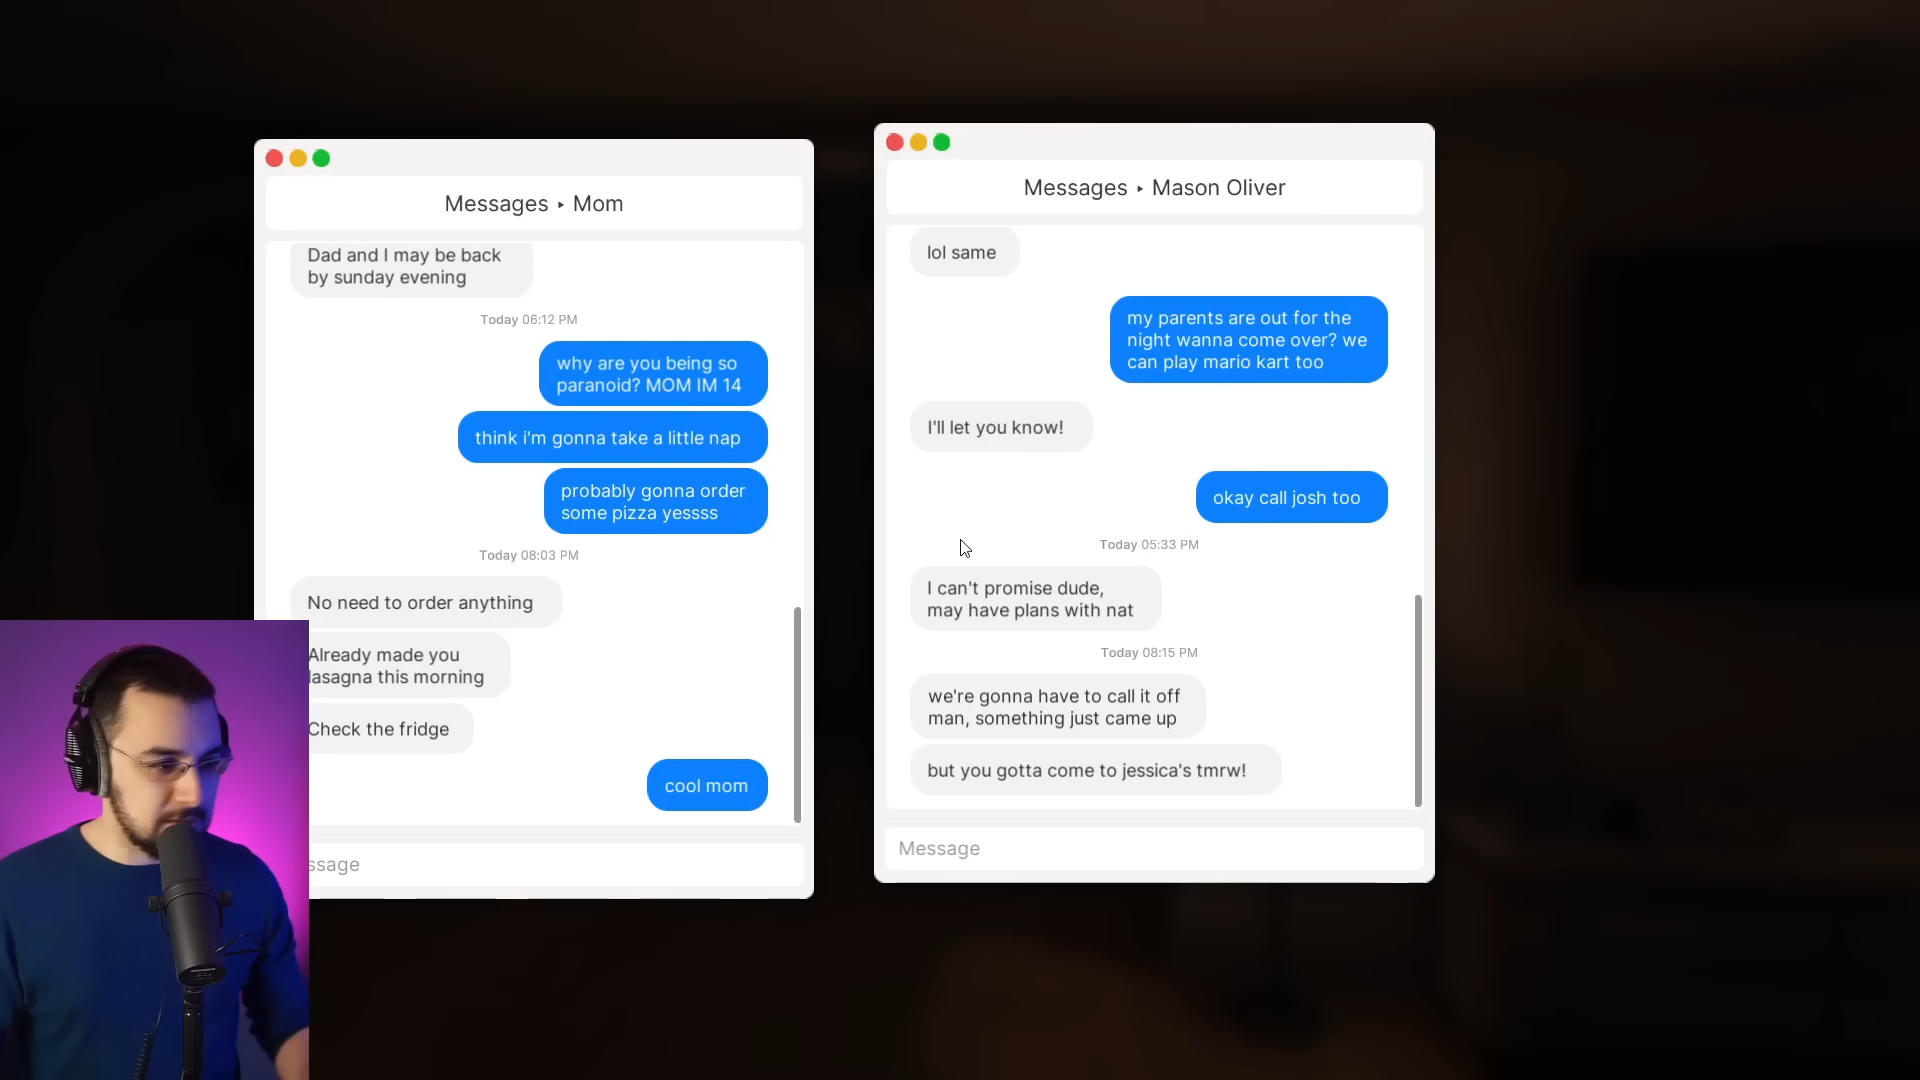 Messages ‣ Mom
Dad and I may be back
by sunday evening
Today 06:12 PM
why are you being so
paranoid? MOM IM 14
think i'm gonna take a little nap
probably gonna order
some pizza yessss
Today 08:03 PM
No need to order anything
Already made you
lasagna this morning
Check the fridge
cool mom
ssage
Messages ‣ Mason Oliver
lol same
my parents are out for the
night wanna come over? we
can play mario kart too
I'll let you know!
okay call josh too
Today 05:33 PM
I can't promise dude,
may have plans with nat
Today 08:15 PM
we're gonna have to call it off
man, something just came up
but you gotta come to jessica's tmrw!
Message